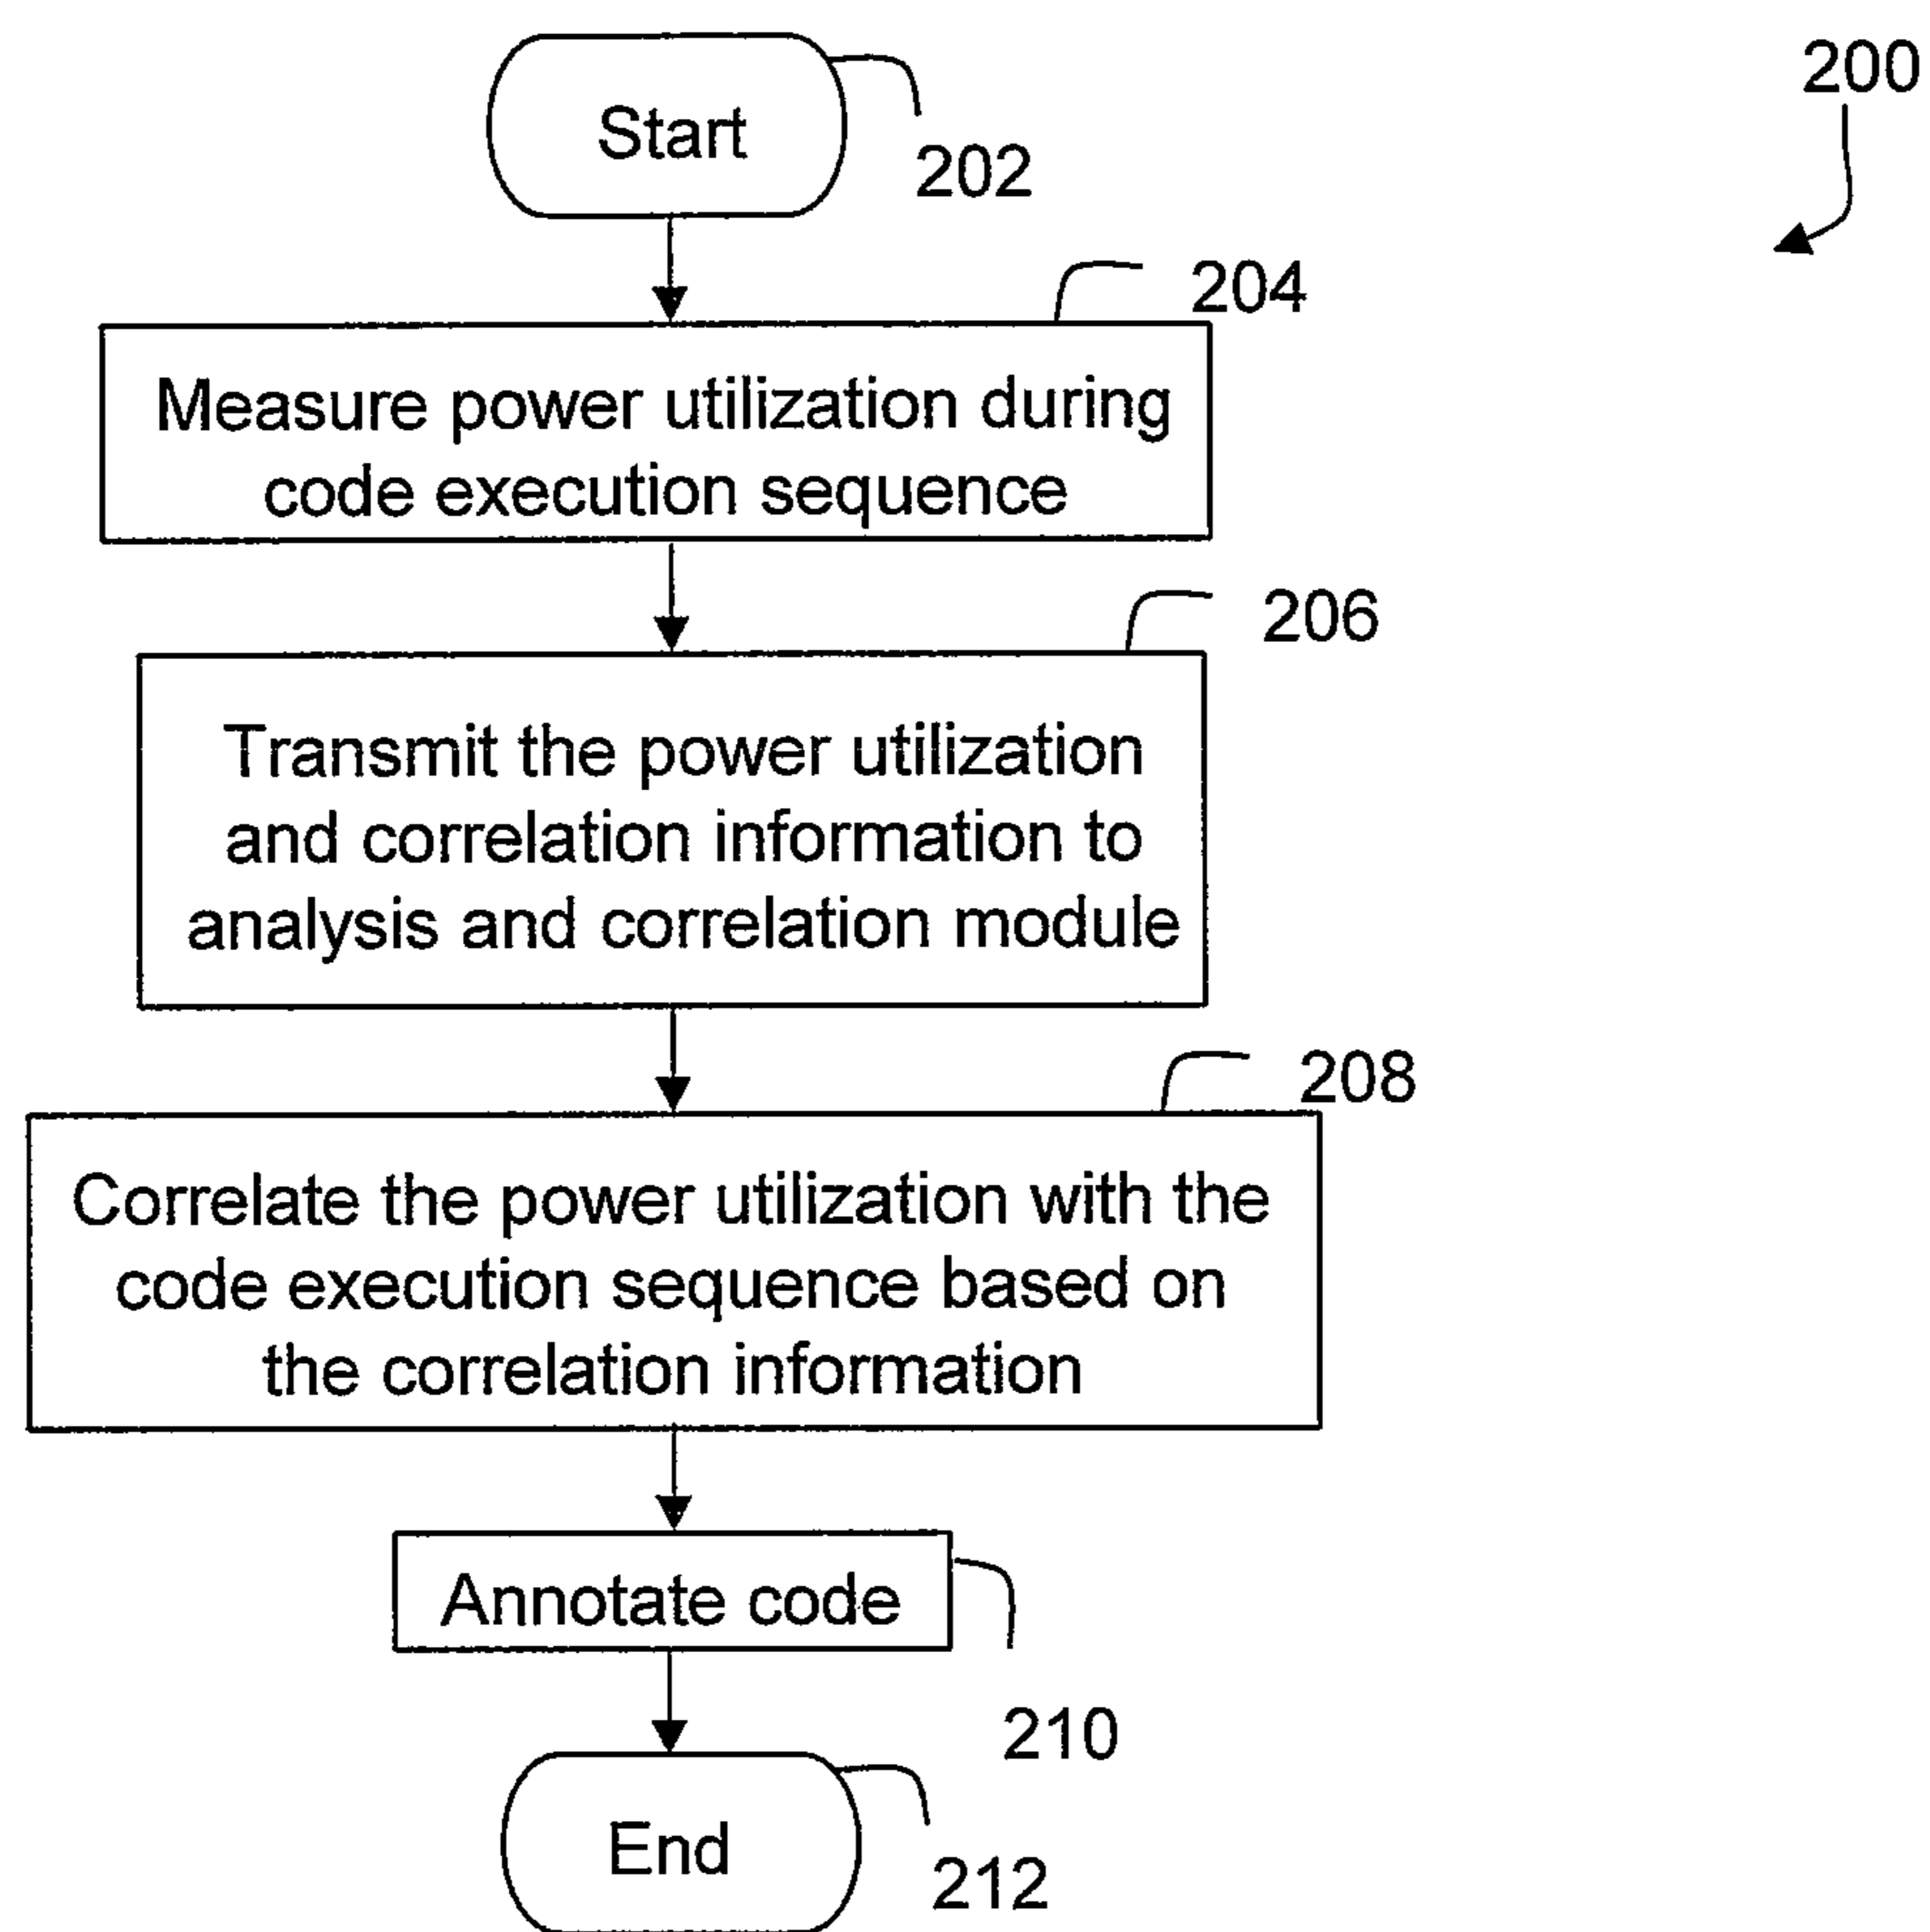 200
Start
202
204
Measure power utilization during
code execution sequence
206
Transmit the power utilization
and correlation information to
analysis and correlation module
208
Correlate the power utilization with the
code execution sequence based on
the correlation information
Annotate code
210
End
212